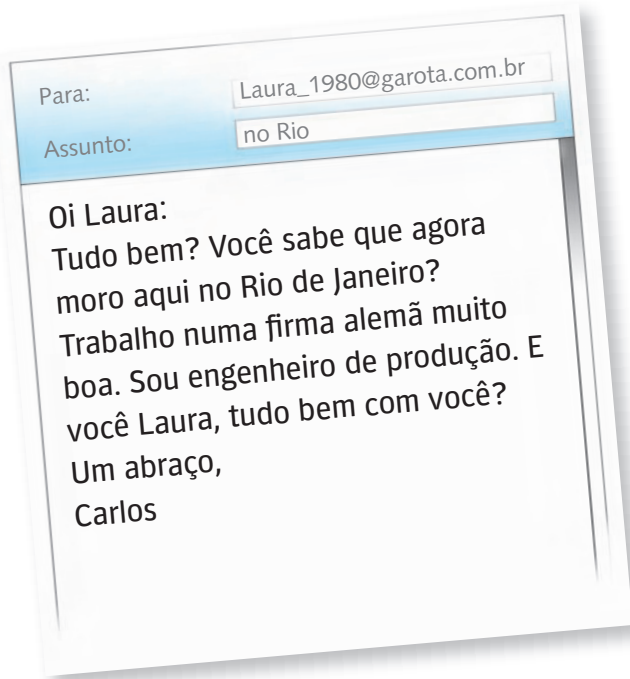 Para: Laura_1980@garota.com.br
Assunto: no Rio
Oi Laura:
Tudo bem? Você sabe que agora
moro aqui no Rio de Janeiro?
Trabalho numa firma alemã muito
boa. Sou engenheiro de produção. E
você Laura, tudo bem com você?
Um abraço,
Carlos